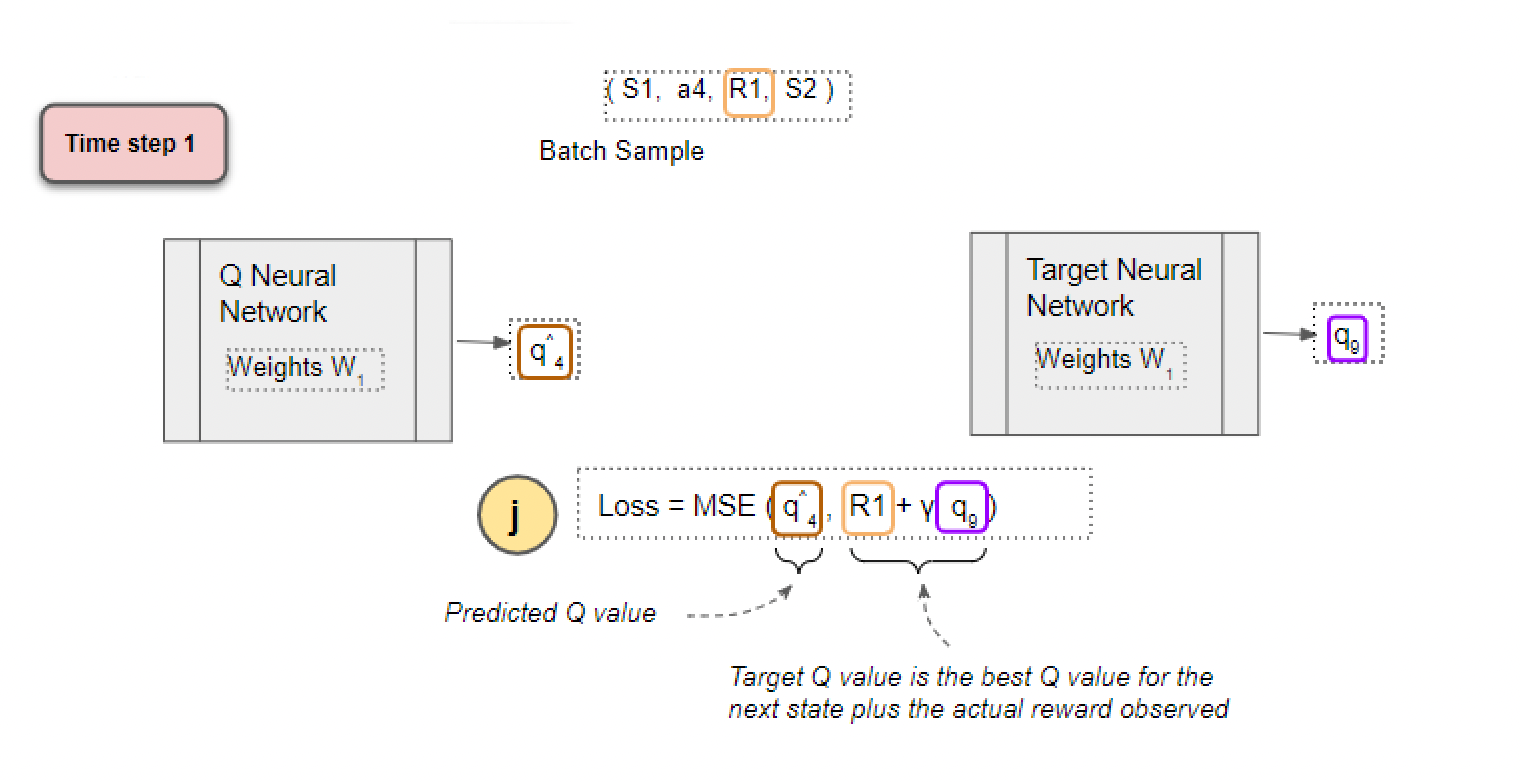 ( S1, a4, R1, S2 )
Time step 1
Batch Sample
Q Neural
Network
Weights W₁
q^₄
Target Neural
Network
Weights W₁
q₉
j
Loss = MSE ( q^₄, R1 + γ q₉ )
Predicted Q value
Target Q value is the best Q value for the
next state plus the actual reward observed